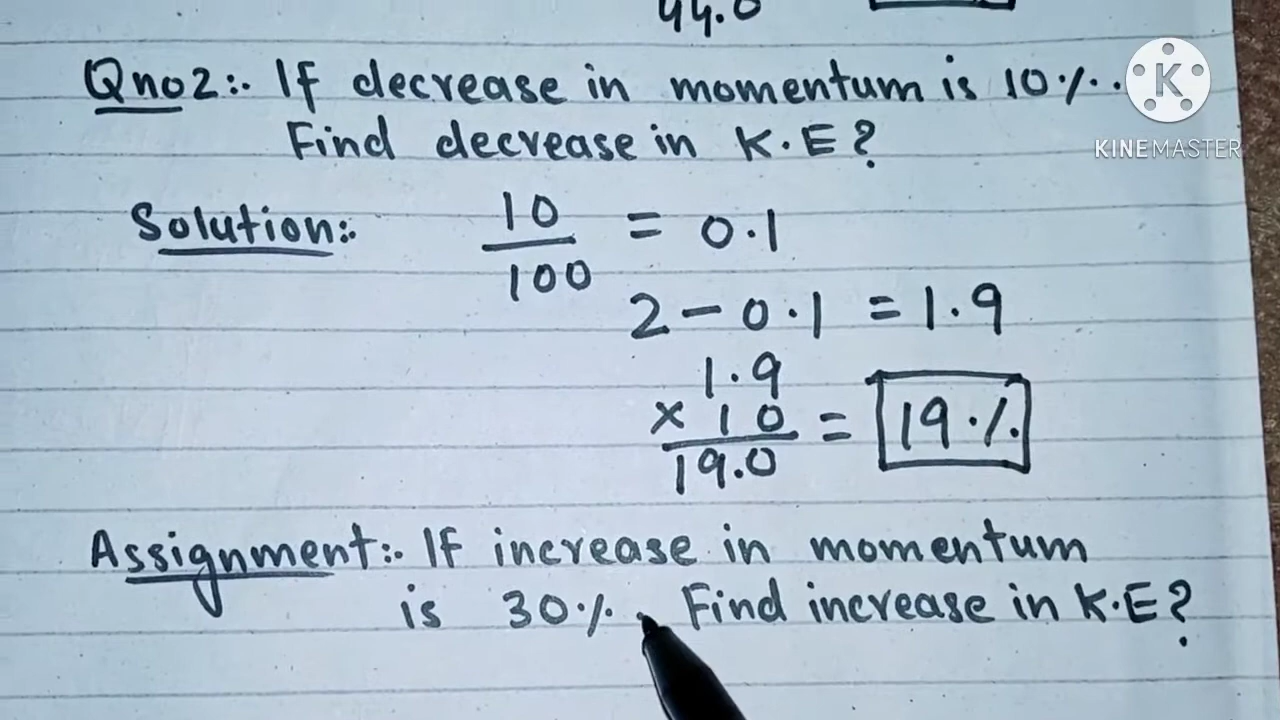 44.0
Qno2:. If decrease in momentum is 10%.
Find decrease in K.E?
K
KINEMASTER
Solution:.
10
100
= 0.1
2 - 0.1 = 1.9
1.9
× 10
19.0
= 19%
Assignment:. If increase in momentum
is 30%. Find increase in K.E?